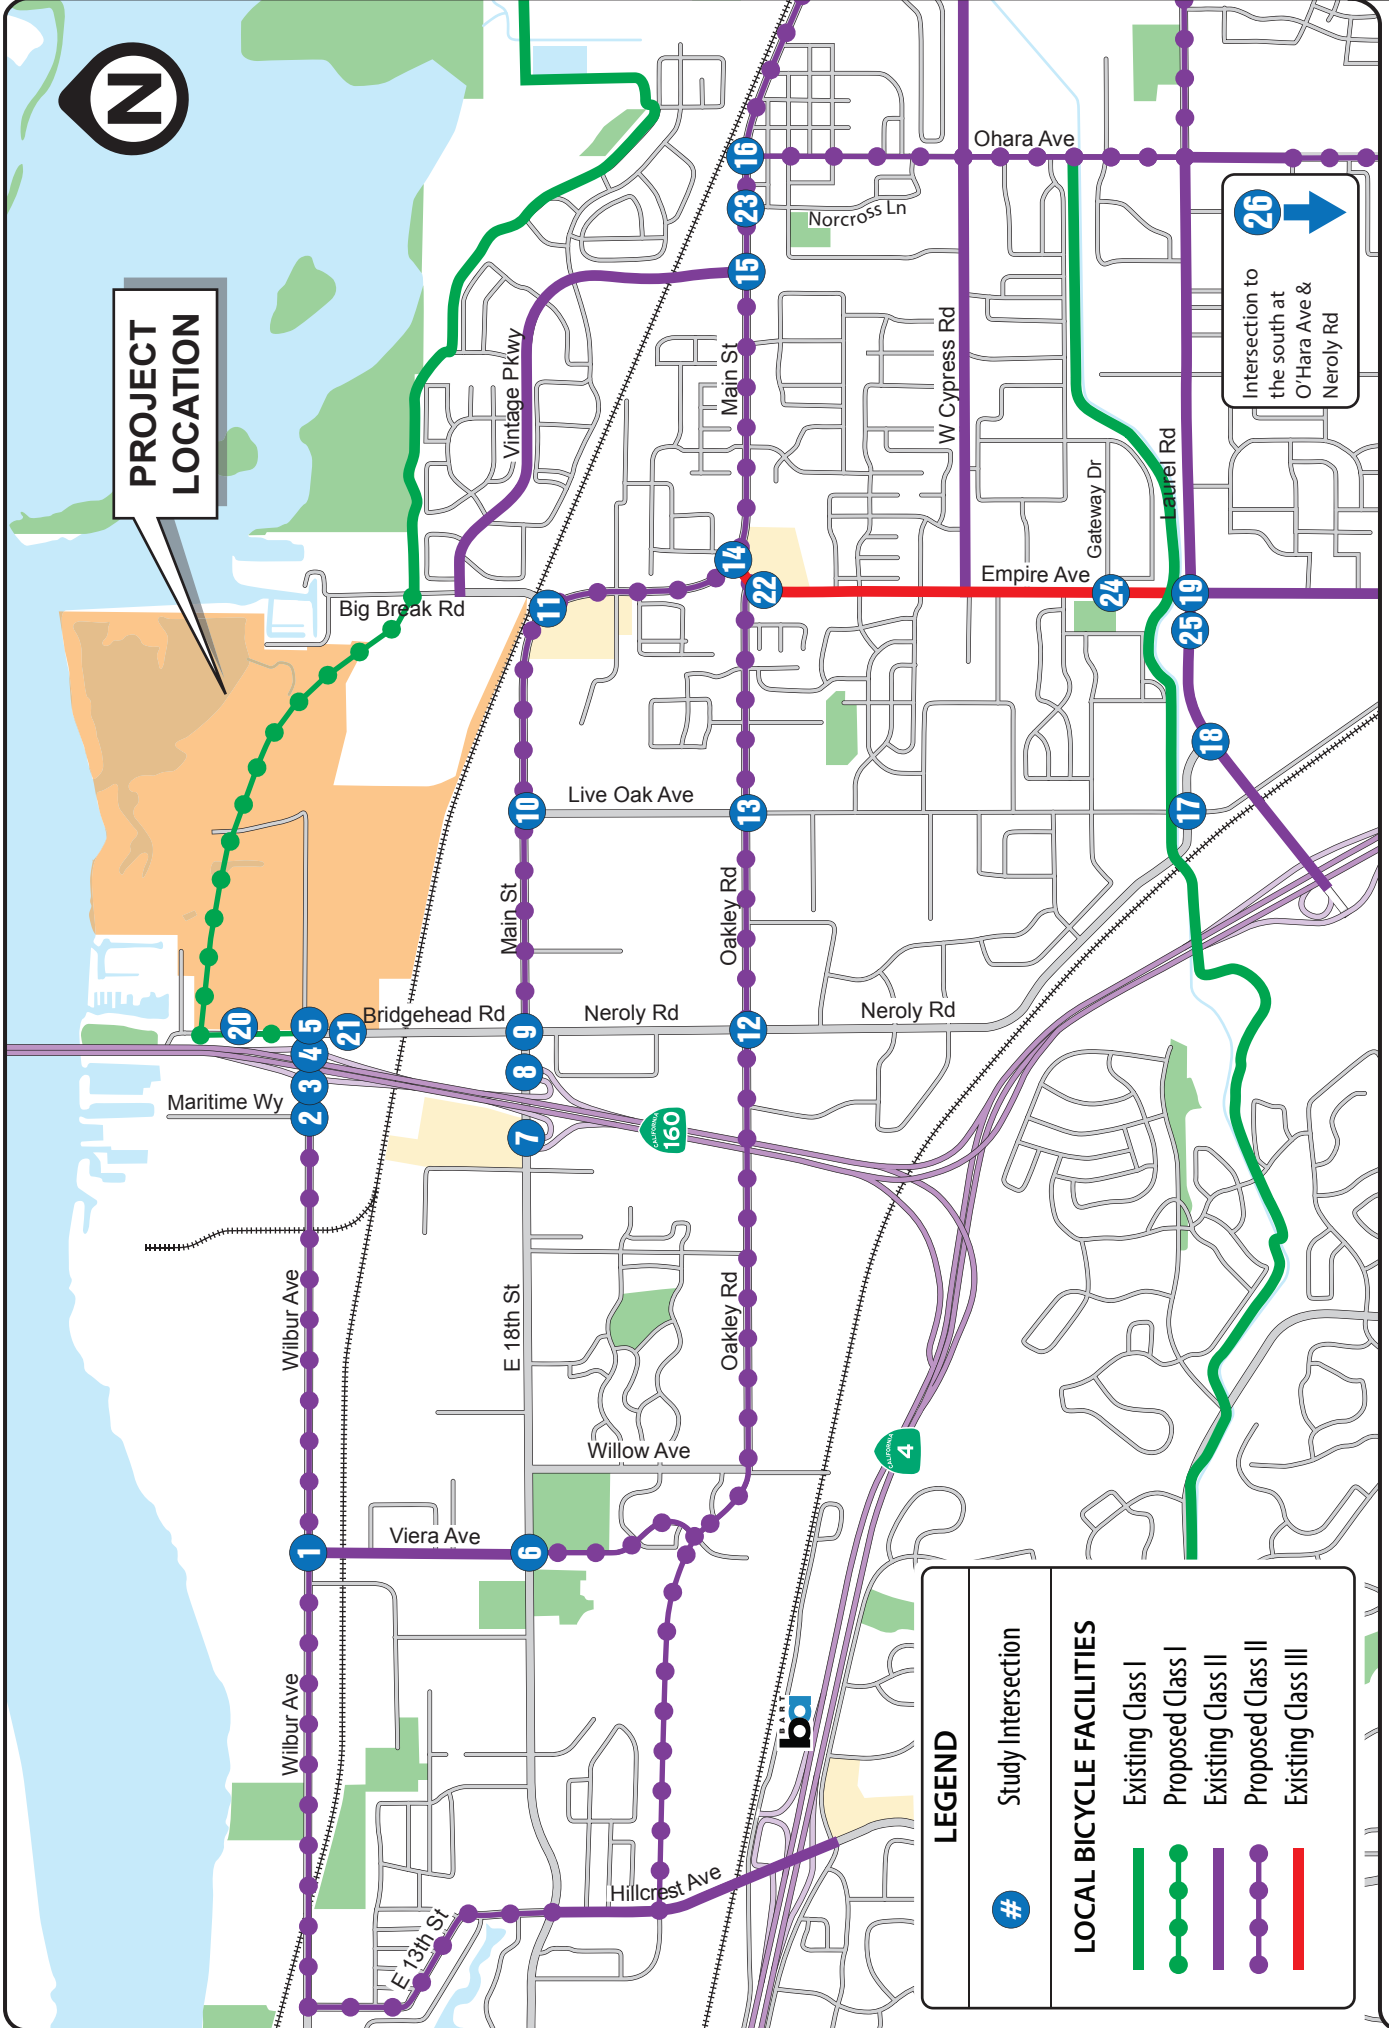 N
PROJECT
LOCATION
Ohara Ave
Norcross Ln
Vintage Pkwy
Main St
W Cypress Rd
Gateway Dr
Laurel Rd
Empire Ave
Big Break Rd
Live Oak Ave
Main St
Oakley Rd
Bridgehead Rd
Neroly Rd
Neroly Rd
Maritime Wy
Wilbur Ave
E 18th St
Oakley Rd
Willow Ave
Viera Ave
Wilbur Ave
E 13th St
Hillcrest Ave
CALIFORNIA
160
CALIFORNIA
4
BART
ba
1
2
3
4
5
6
7
8
9
10
11
12
13
14
15
16
17
18
19
20
21
22
23
24
25
26
Intersection to
the south at
O'Hara Ave &
Neroly Rd
LEGEND
# Study Intersection
LOCAL BICYCLE FACILITIES
Existing Class I
Proposed Class I
Existing Class II
Proposed Class II
Existing Class III